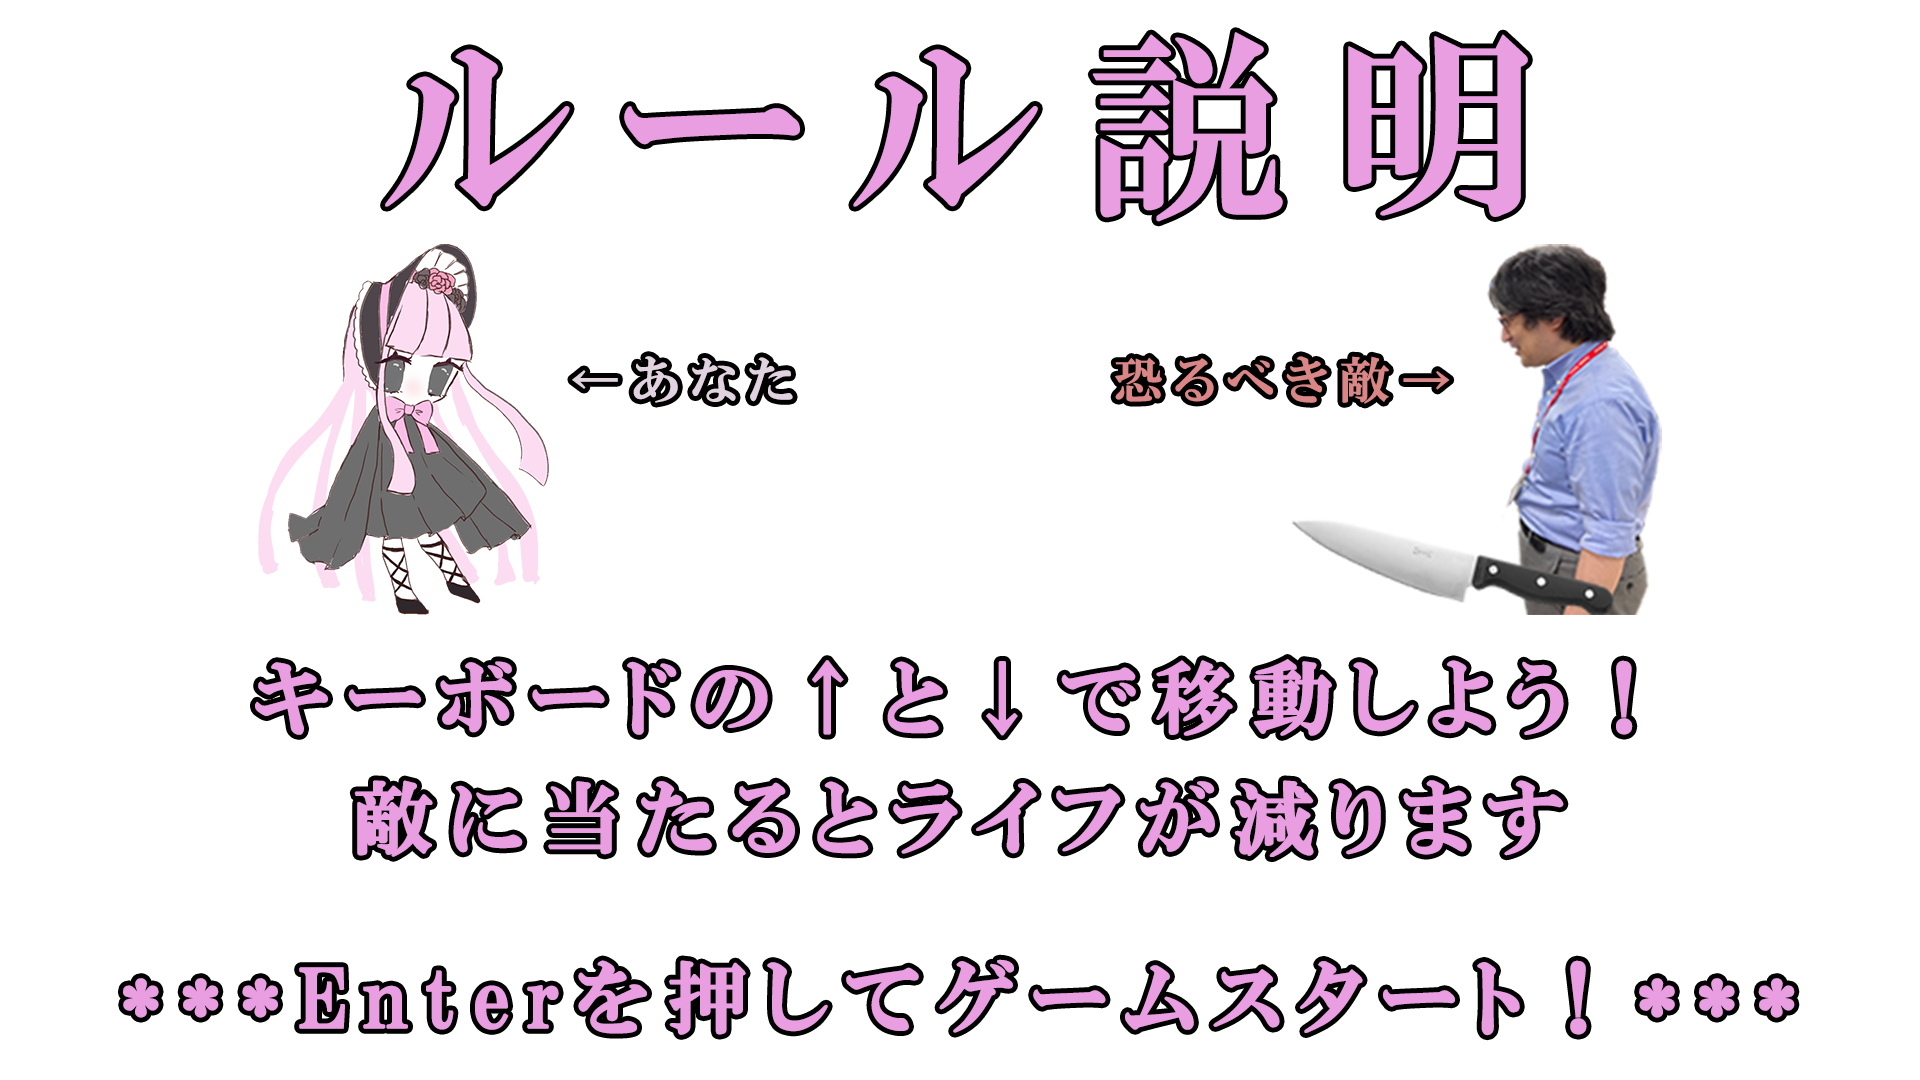 ルール説明
←あなた
恐るべき敵→
キーボードの↑と↓で移動しよう！
敵に当たるとライフが減ります
***Enterを押してゲームスタート！***